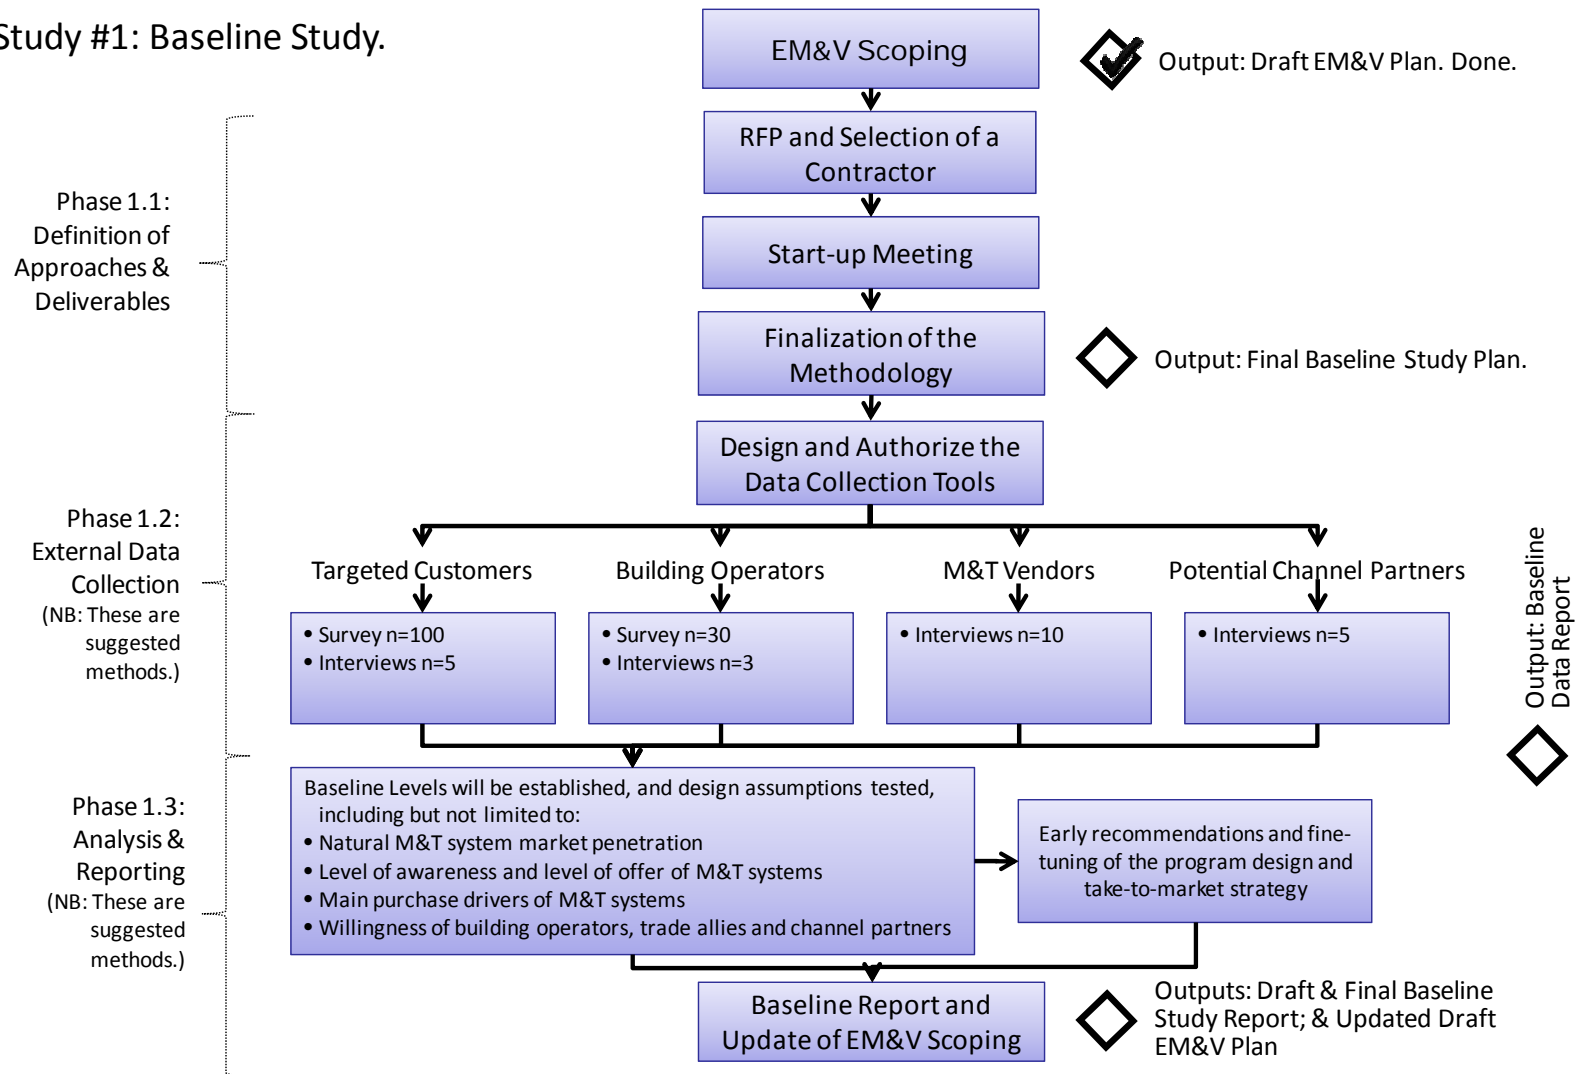 Study #1: Baseline Study.
EM&V Scoping
Output: Draft EM&V Plan. Done.
RFP and Selection of a
Contractor
Phase 1.1:
Definition of
Approaches &
Deliverables
Start-up Meeting
Finalization of the
Methodology
Output: Final Baseline Study Plan.
Design and Authorize the
Data Collection Tools
Phase 1.2:
External Data
Collection
(NB: These are
suggested
methods.)
Targeted Customers
Building Operators
M&T Vendors
Potential Channel Partners
• Survey n=100
• Interviews n=5
• Survey n=30
• Interviews n=3
• Interviews n=10
• Interviews n=5
Output: Baseline
Data Report
Phase 1.3:
Analysis &
Reporting
(NB: These are
suggested
methods.)
Baseline Levels will be established, and design assumptions tested,
including but not limited to:
• Natural M&T system market penetration
• Level of awareness and level of offer of M&T systems
• Main purchase drivers of M&T systems
• Willingness of building operators, trade allies and channel partners
Early recommendations and fine-
tuning of the program design and
take-to-market strategy
Baseline Report and
Update of EM&V Scoping
Outputs: Draft & Final Baseline
Study Report; & Updated Draft
EM&V Plan